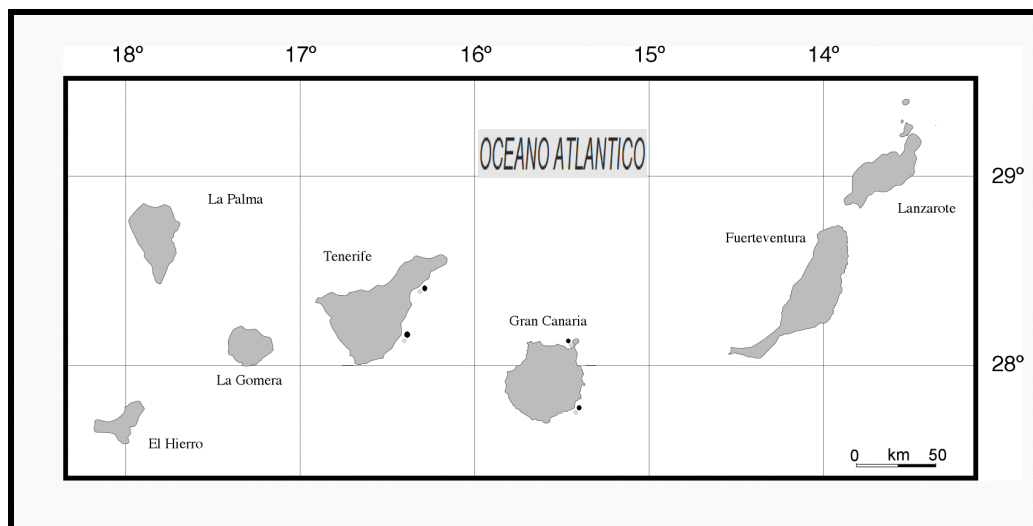 18º 17º 16º 15º 14º
OCEANO ATLANTICO
29º
La Palma
Lanzarote
Fuerteventura
Tenerife
Gran Canaria
28º
La Gomera
El Hierro
0 km 50